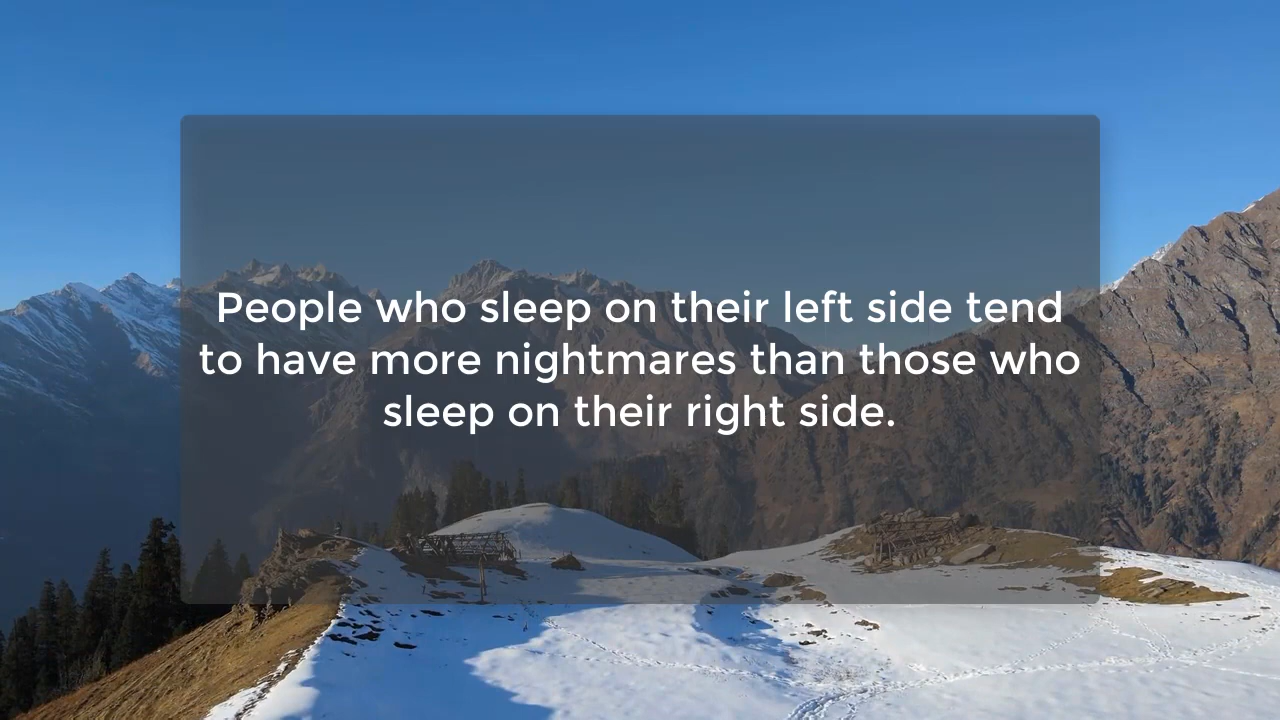 People who sleep on their left side tend
to have more nightmares than those who
sleep on their right side.